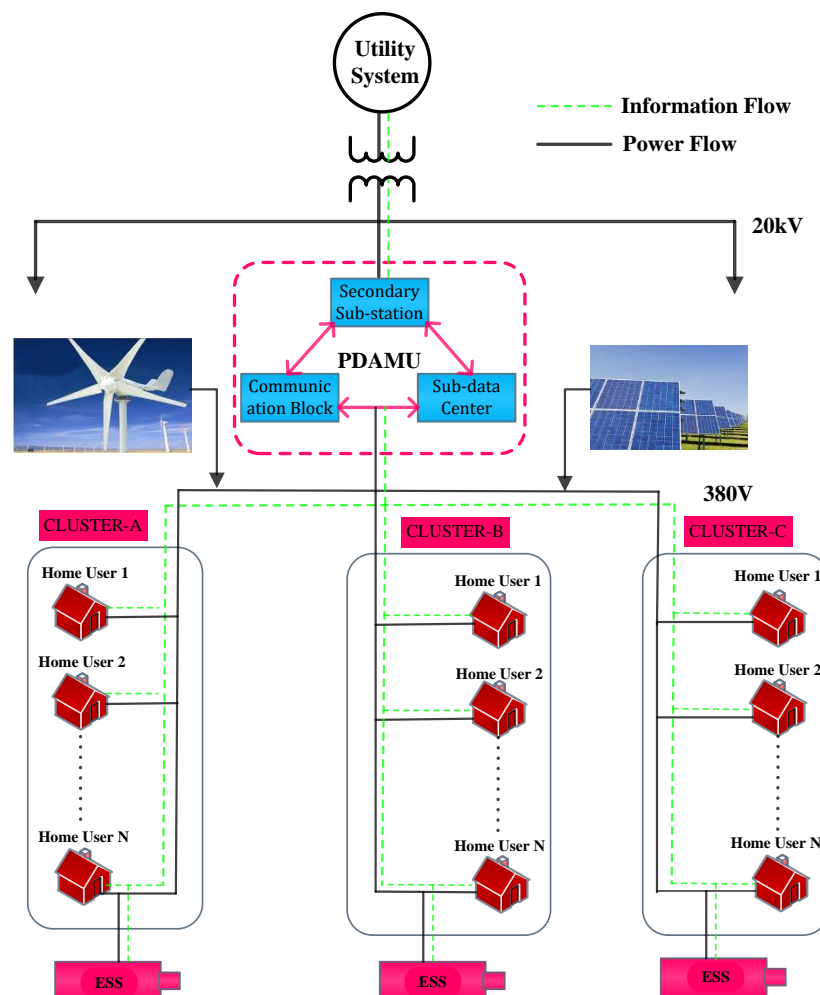 Utility
System
Information Flow
Power Flow
20kV
Secondary
Sub-station
PDAMU
Communic
ation Block
Sub-data
Center
380V
CLUSTER-A
CLUSTER-B
CLUSTER-C
Home User 1
Home User 2
Home User N
ESS
Home User 1
Home User 2
Home User N
ESS
Home User 1
Home User 2
Home User N
ESS